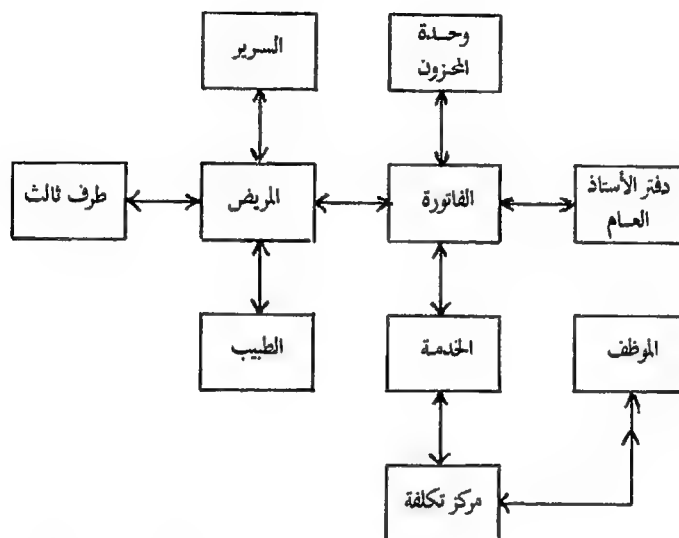 السرير
وحدة
المخزون
طرف ثالث
المريض
الفاتورة
دفتر الأستاذ
العام
الطبيب
الخدمة
الموظف
مركز تكلفة